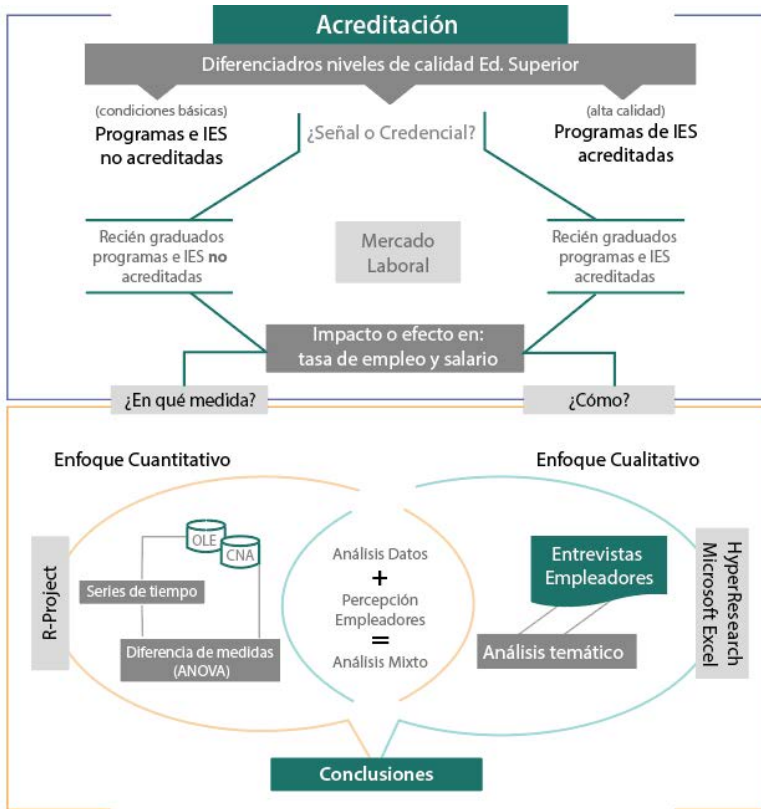 Acreditación
Diferenciadros niveles de calidad Ed. Superior
(condiciones básicas)
Programas e IES
no acreditadas
¿Señal o Credencial?
(alta calidad)
Programas de IES
acreditadas
Recién graduados
programas e IES no
acreditadas
Mercado
Laboral
Recién graduados
programas e IES
acreditadas
Impacto o efecto en:
tasa de empleo y salario
¿En qué medida?
¿Cómo?
Enfoque Cuantitativo
Enfoque Cualitativo
R-Project
OLE
CNA
Series de tiempo
Diferencia de medidas
(ANOVA)
Análisis Datos
+
Percepción
Empleadores
=
Análisis Mixto
Entrevistas
Empleadores
Análisis temático
HyperResearch
Microsoft Excel
Conclusiones